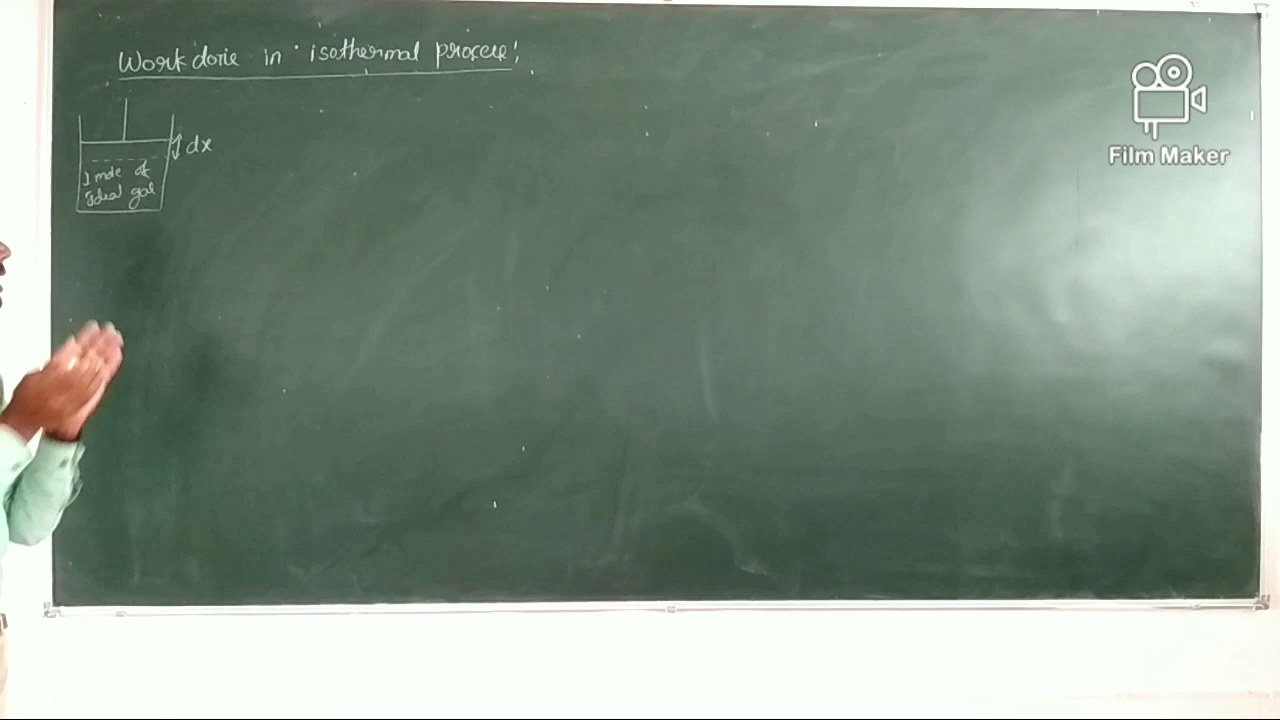 Work done in isothermal process:
dx
1 mole of
ideal gas
Film Maker